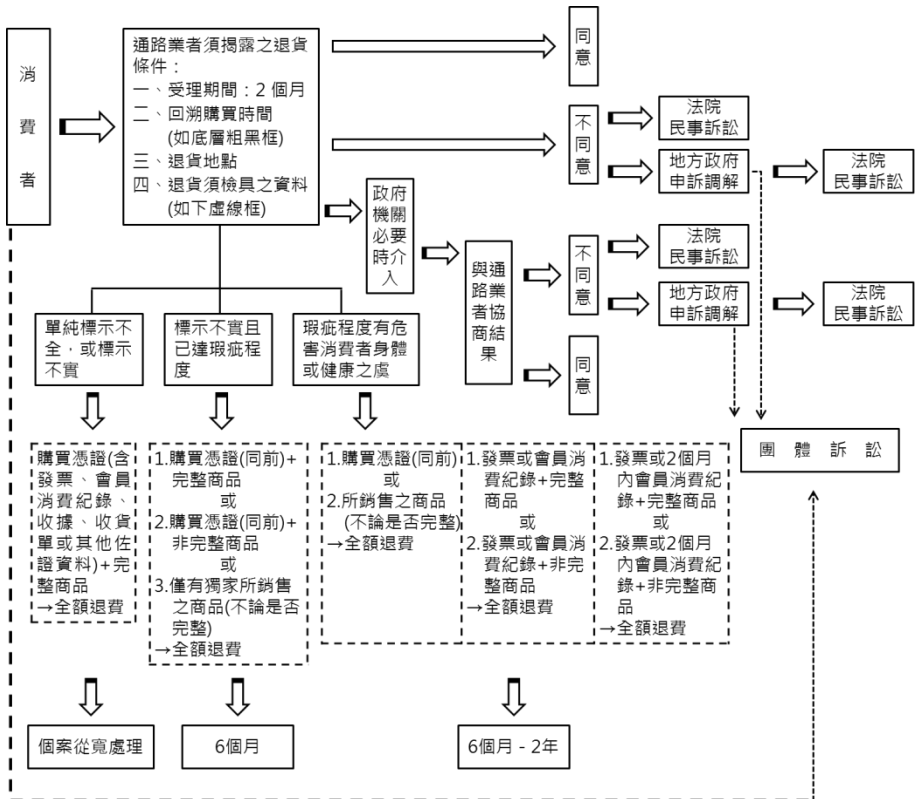 消
費
者
通路業者須揭露之退貨
條件：
一、受理期間：2 個月
二、回溯購買時間
(如底層粗黑框)
三、退貨地點
四、退貨須檢具之資料
(如下虛線框)
同
意
不
同
意
法院
民事訴訟
地方政府
申訴調解
法院
民事訴訟
政府
機關
必要
時介
入
與通
路業
者協
商結
果
不
同
意
法院
民事訴訟
地方政府
申訴調解
法院
民事訴訟
同
意
單純標示不
全，或標示
不實
標示不實且
已達瑕疵程
度
瑕疵程度有危
害消費者身體
或健康之虞
團體訴訟
購買憑證(含
發票、會員
消費紀錄、
收據、收貨
單或其他佐
證資料)+完
整商品
→全額退費
1.購買憑證(同前)+
完整商品
或
2.購買憑證(同前)+
非完整商品
或
3.僅有獨家所銷售
之商品(不論是否
完整)
→全額退費
1.購買憑證(同前)
或
2.所銷售之商品
(不論是否完整)
→全額退費
1.發票或會員消
費紀錄+完整
商品
或
2.發票或會員消
費紀錄+非完
整商品
→全額退費
1.發票或2個月
內會員消費紀
錄+完整商品
或
2.發票或2個月
內會員消費紀
錄+非完整商
品
→全額退費
個案從寬處理
6個月
6個月 - 2年